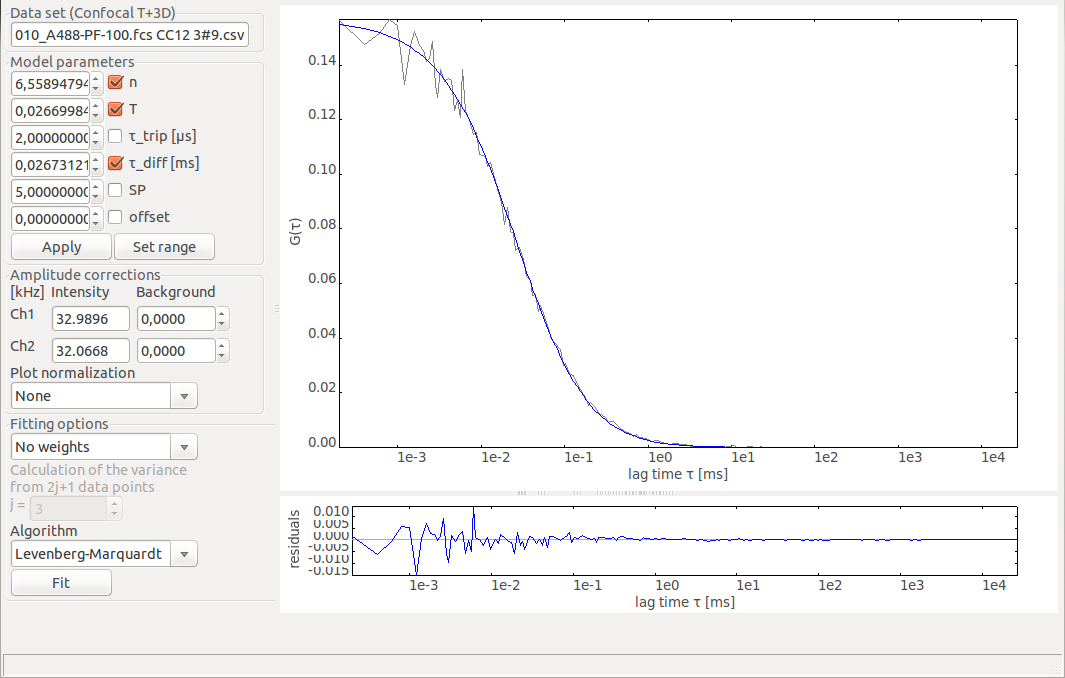 Data set (Confocal T+3D)
010_A488-PF-100.fcs CC12 3#9.csv
Model parameters
6,55894794 n
0,02669984 T
2,00000000 τ_trip [µs]
0,02673121 τ_diff [ms]
5,00000000 SP
0,00000000 offset
Apply Set range
Amplitude corrections
[kHz] Intensity Background
Ch1 32.9896 0,0000
Ch2 32.0668 0,0000
Plot normalization
None
Fitting options
No weights
Calculation of the variance
from 2j+1 data points
j = 3
Algorithm
Levenberg-Marquardt
Fit
G(τ)
0.14
0.12
0.10
0.08
0.06
0.04
0.02
0.00
1e-3 1e-2 1e-1 1e0 1e1 1e2 1e3 1e4
lag time τ [ms]
residuals
0.010
0.005
0.000
-0.005
-0.010
-0.015
1e-3 1e-2 1e-1 1e0 1e1 1e2 1e3 1e4
lag time τ [ms]